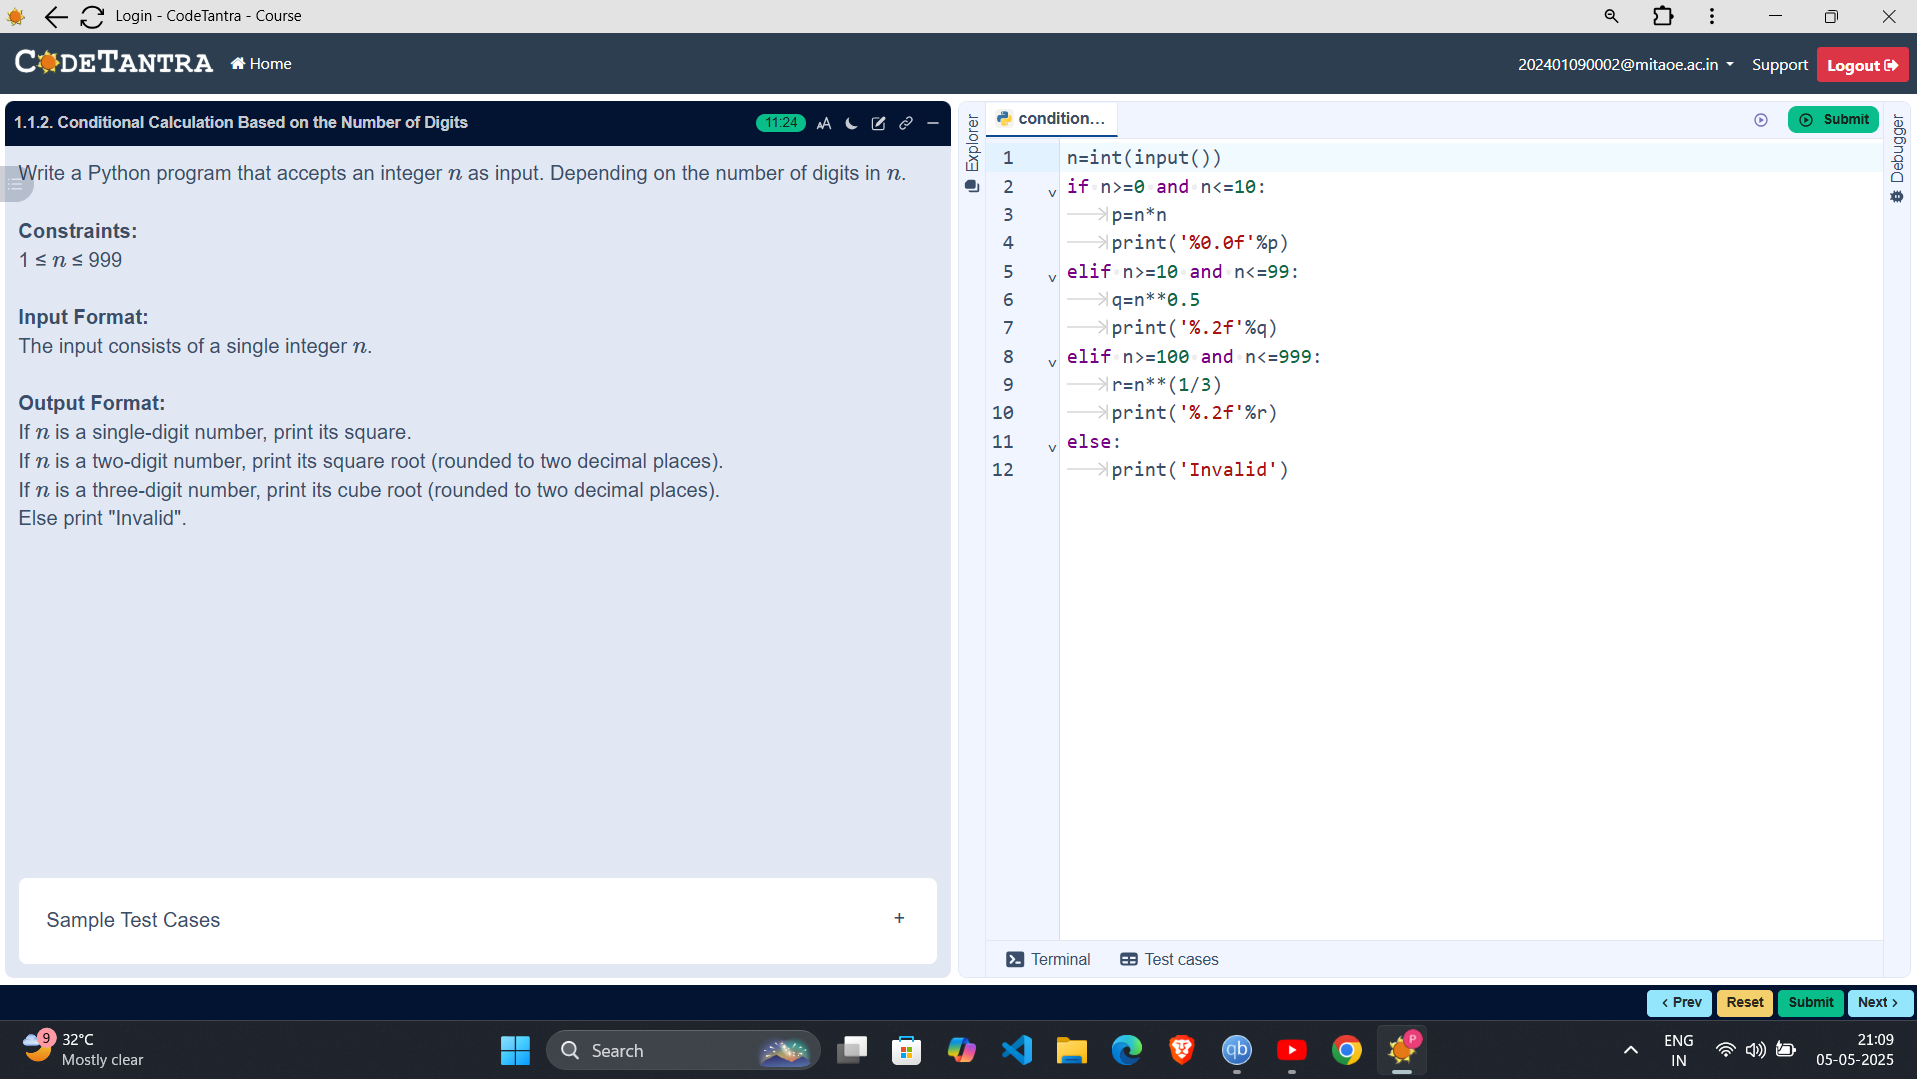 Login - CodeTantra - Course
CODETANTRA Home
202401090002@mitaoe.ac.in Support Logout
1.1.2. Conditional Calculation Based on the Number of Digits
11:24 AA
Write a Python program that accepts an integer n as input. Depending on the number of digits in n.
Constraints:
1 ≤ n ≤ 999
Input Format:
The input consists of a single integer n.
Output Format:
If n is a single-digit number, print its square.
If n is a two-digit number, print its square root (rounded to two decimal places).
If n is a three-digit number, print its cube root (rounded to two decimal places).
Else print "Invalid".
Sample Test Cases +
Explorer
condition...
Submit
Debugger
1 n=int(input())
2 if n>=0 and n<=10:
3 p=n*n
4 print('%0.0f'%p)
5 elif n>=10 and n<=99:
6 q=n**0.5
7 print('%.2f'%q)
8 elif n>=100 and n<=999:
9 r=n**(1/3)
10 print('%.2f'%r)
11 else:
12 print('Invalid')
Terminal Test cases
< Prev Reset Submit Next >
9
32°C
Mostly clear
Search
qb
P
ENG
IN
21:09
05-05-2025